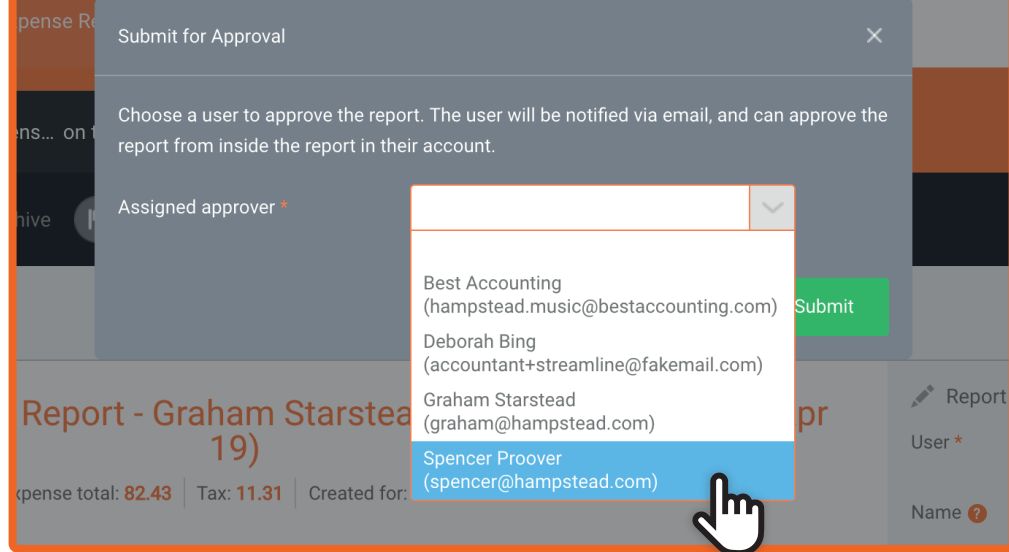 pense Re
Submit for Approval
Choose a user to approve the report. The user will be notified via email, and can approve the
report from inside the report in their account.
ens... on t
hive
Assigned approver *
Best Accounting
(hampstead.music@bestaccounting.com)
Deborah Bing
(accountant+streamline@fakemail.com)
Graham Starstead
(graham@hampstead.com)
Spencer Proover
(spencer@hampstead.com)
Submit
Report - Graham Starstea pr
19)
xpense total: 82.43 Tax: 11.31 Created for:
Report
User *
Name ?